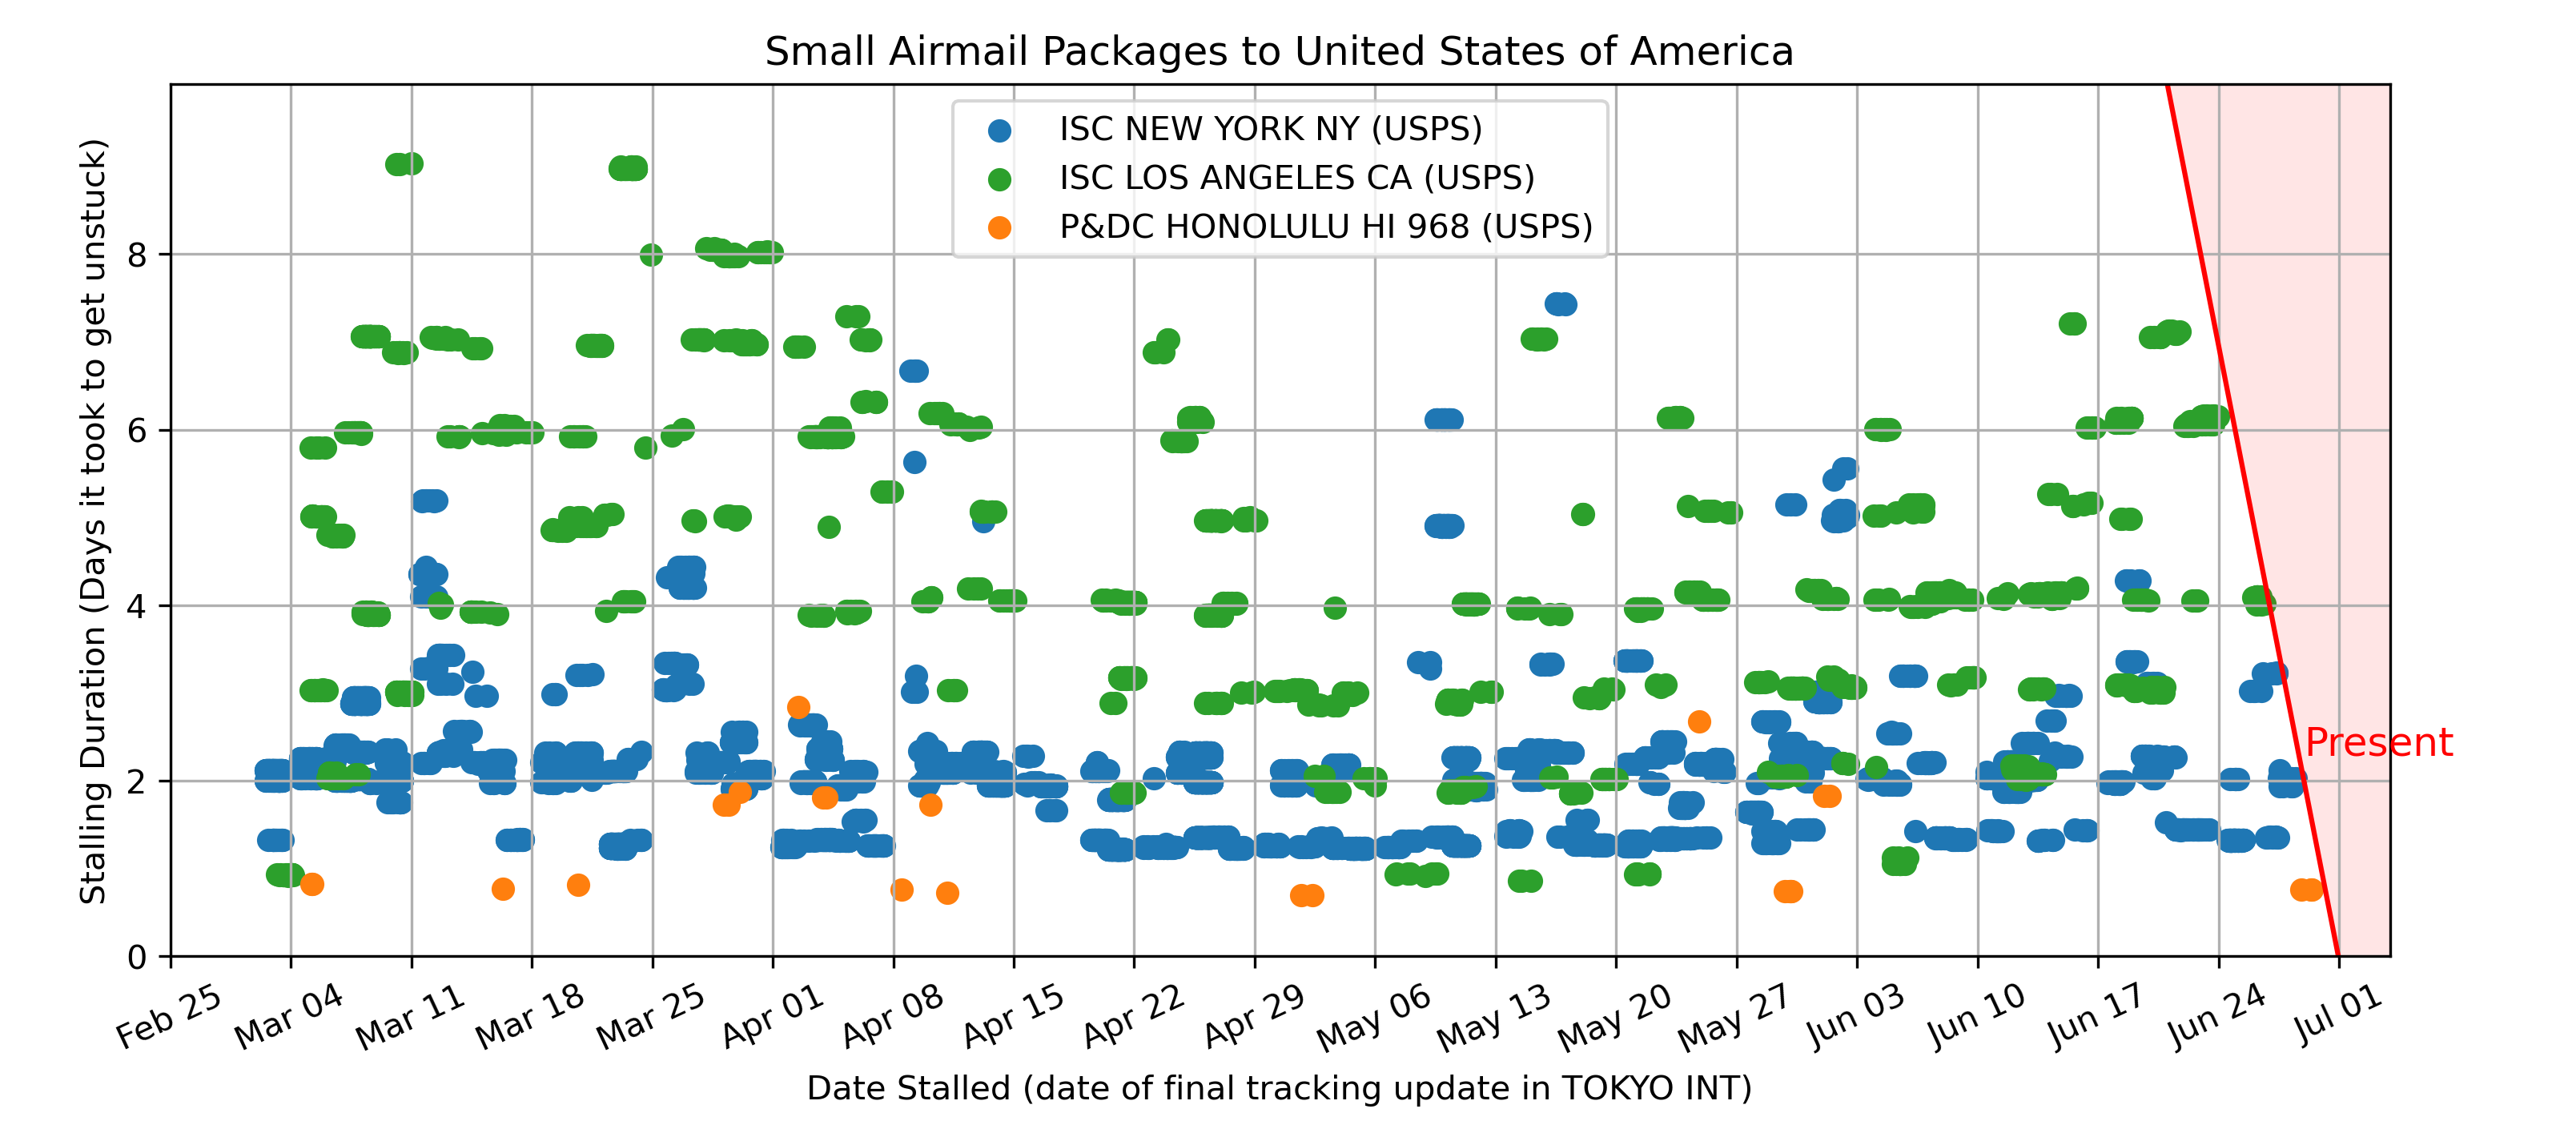 Small Airmail Packages to United States of America
ISC NEW YORK NY (USPS)
ISC LOS ANGELES CA (USPS)
P&DC HONOLULU HI 968 (USPS)
Stalling Duration (Days it took to get unstuck)
8
6
4
2
0
Present
Feb 25
Mar 04
Mar 11
Mar 18
Mar 25
Apr 01
Apr 08
Apr 15
Apr 22
Apr 29
May 06
May 13
May 20
May 27
Jun 03
Jun 10
Jun 17
Jun 24
Jul 01
Date Stalled (date of final tracking update in TOKYO INT)